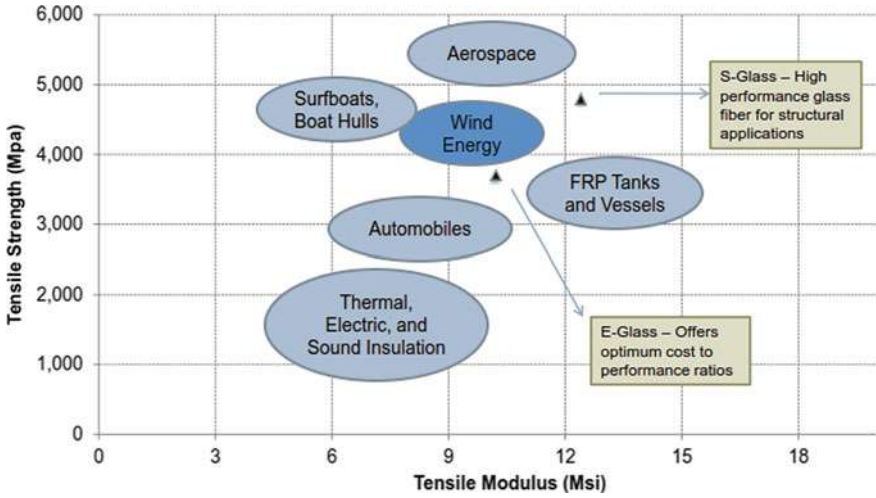 6,000
5,000
4,000
3,000
2,000
1,000
0
Tensile Strength (Mpa)
Aerospace
Surfboats,
Boat Hulls
Wind
Energy
FRP Tanks
and Vessels
Automobiles
Thermal,
Electric, and
Sound Insulation
S-Glass – High
performance glass
fiber for structural
applications
E-Glass – Offers
optimum cost to
performance ratios
0 3 6 9 12 15 18
Tensile Modulus (Msi)